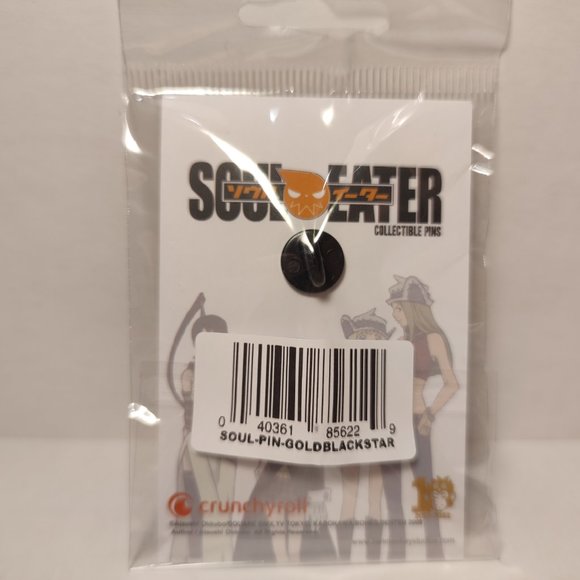 SOUL EATER
ソウル イーター
COLLECTIBLE PINS
0 40361 85622 9
SOUL-PIN-GOLDBLACKSTAR
crunchyroll